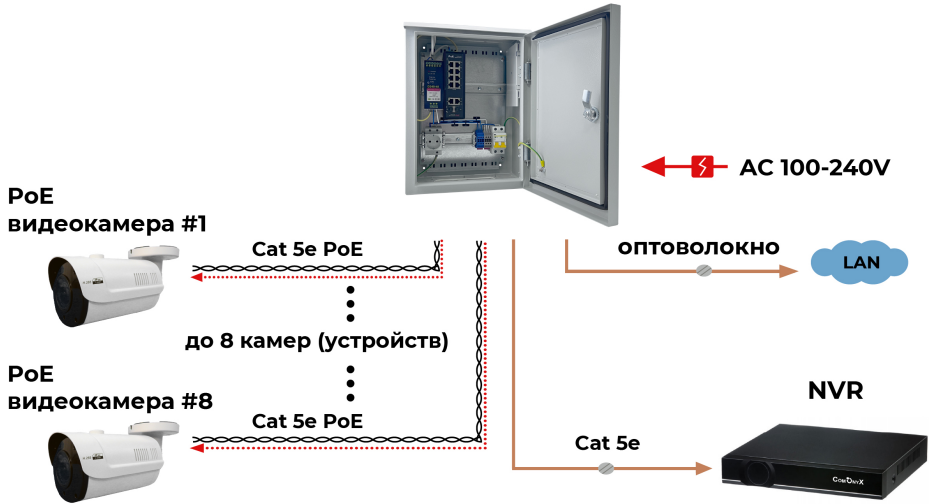 AC 100-240V
PoE
видеокамера #1
Cat 5e PoE
оптоволокно
LAN
до 8 камер (устройств)
PoE
видеокамера #8
Cat 5e PoE
NVR
Cat 5e
ComOnyX